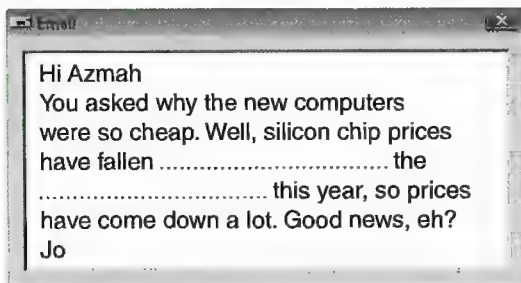 Email
Hi Azmah
You asked why the new computers
were so cheap. Well, silicon chip prices
have fallen .................................. the
.................................. this year, so prices
have come down a lot. Good news, eh?
Jo